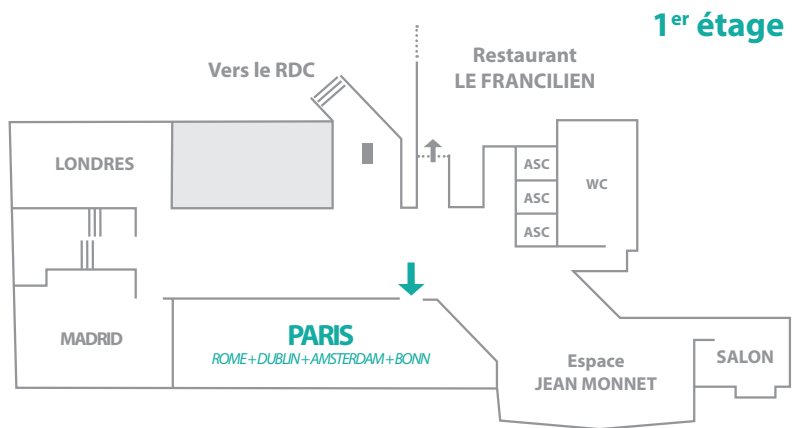 1er étage
Restaurant
LE FRANCILIEN
Vers le RDC
LONDRES
ASC
WC
ASC
ASC
MADRID
PARIS
ROME+DUBLIN+AMSTERDAM+BONN
Espace
JEAN MONNET
SALON